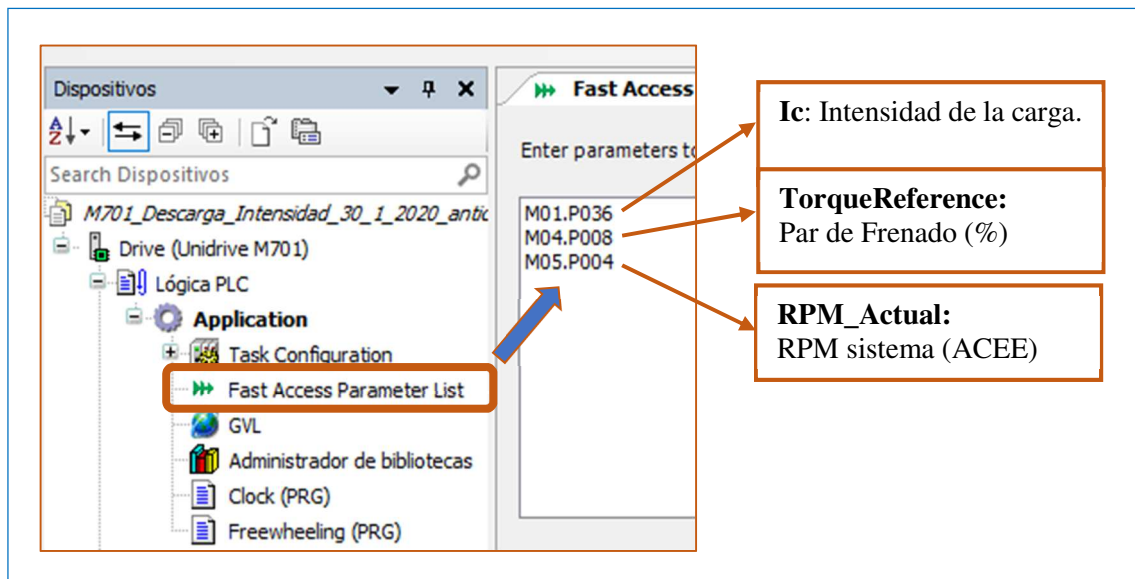 Dispositivos
Search Dispositivos
M701_Descarga_Intensidad_30_1_2020_antic
Drive (Unidrive M701)
Lógica PLC
Application
Task Configuration
Fast Access Parameter List
GVL
Administrador de bibliotecas
Clock (PRG)
Freewheeling (PRG)
Fast Access
Enter parameters to
M01.P036
M04.P008
M05.P004
Ic: Intensidad de la carga.
TorqueReference:
Par de Frenado (%)
RPM_Actual:
RPM sistema (ACEE)